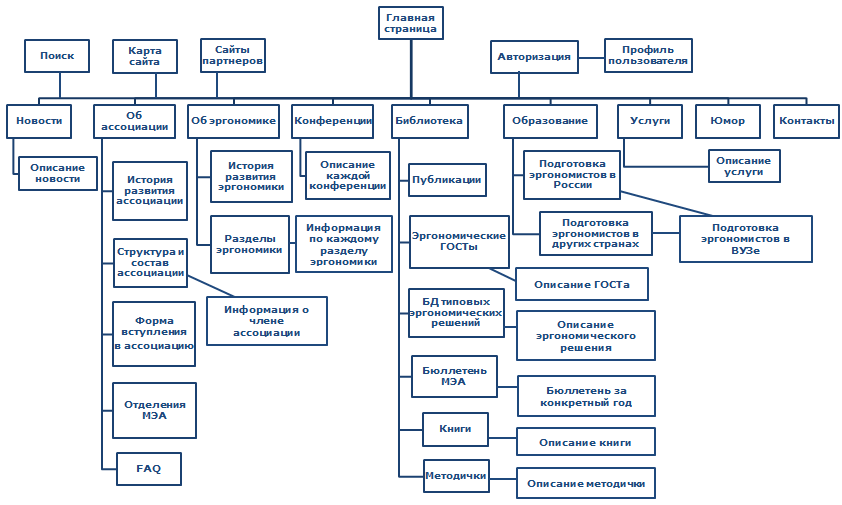 Главная
страница
Поиск
Карта
сайта
Сайты
партнеров
Авторизация
Профиль
пользователя
Новости
Об
ассоциации
Об эргономике
Конференции
Библиотека
Образование
Услуги
Юмор
Контакты
Описание
новости
История
развития
ассоциации
Структура и
состав
ассоциации
Информация о
члене
ассоциации
Форма
вступления
в ассоциацию
Отделения
МЭА
FAQ
История
развития
эргономики
Разделы
эргономики
Информация
по каждому
разделу
эргономики
Описание
каждой
конференции
Публикации
Эргономические
ГОСТы
Описание ГОСТа
БД типовых
эргономических
решений
Описание
эргономического
решения
Бюллетень
МЭА
Бюллетень за
конкретный год
Книги
Описание книги
Методички
Описание методички
Подготовка
эргономистов в
России
Подготовка
эргономистов в
других странах
Подготовка
эргономистов в
ВУЗе
Описание
услуги